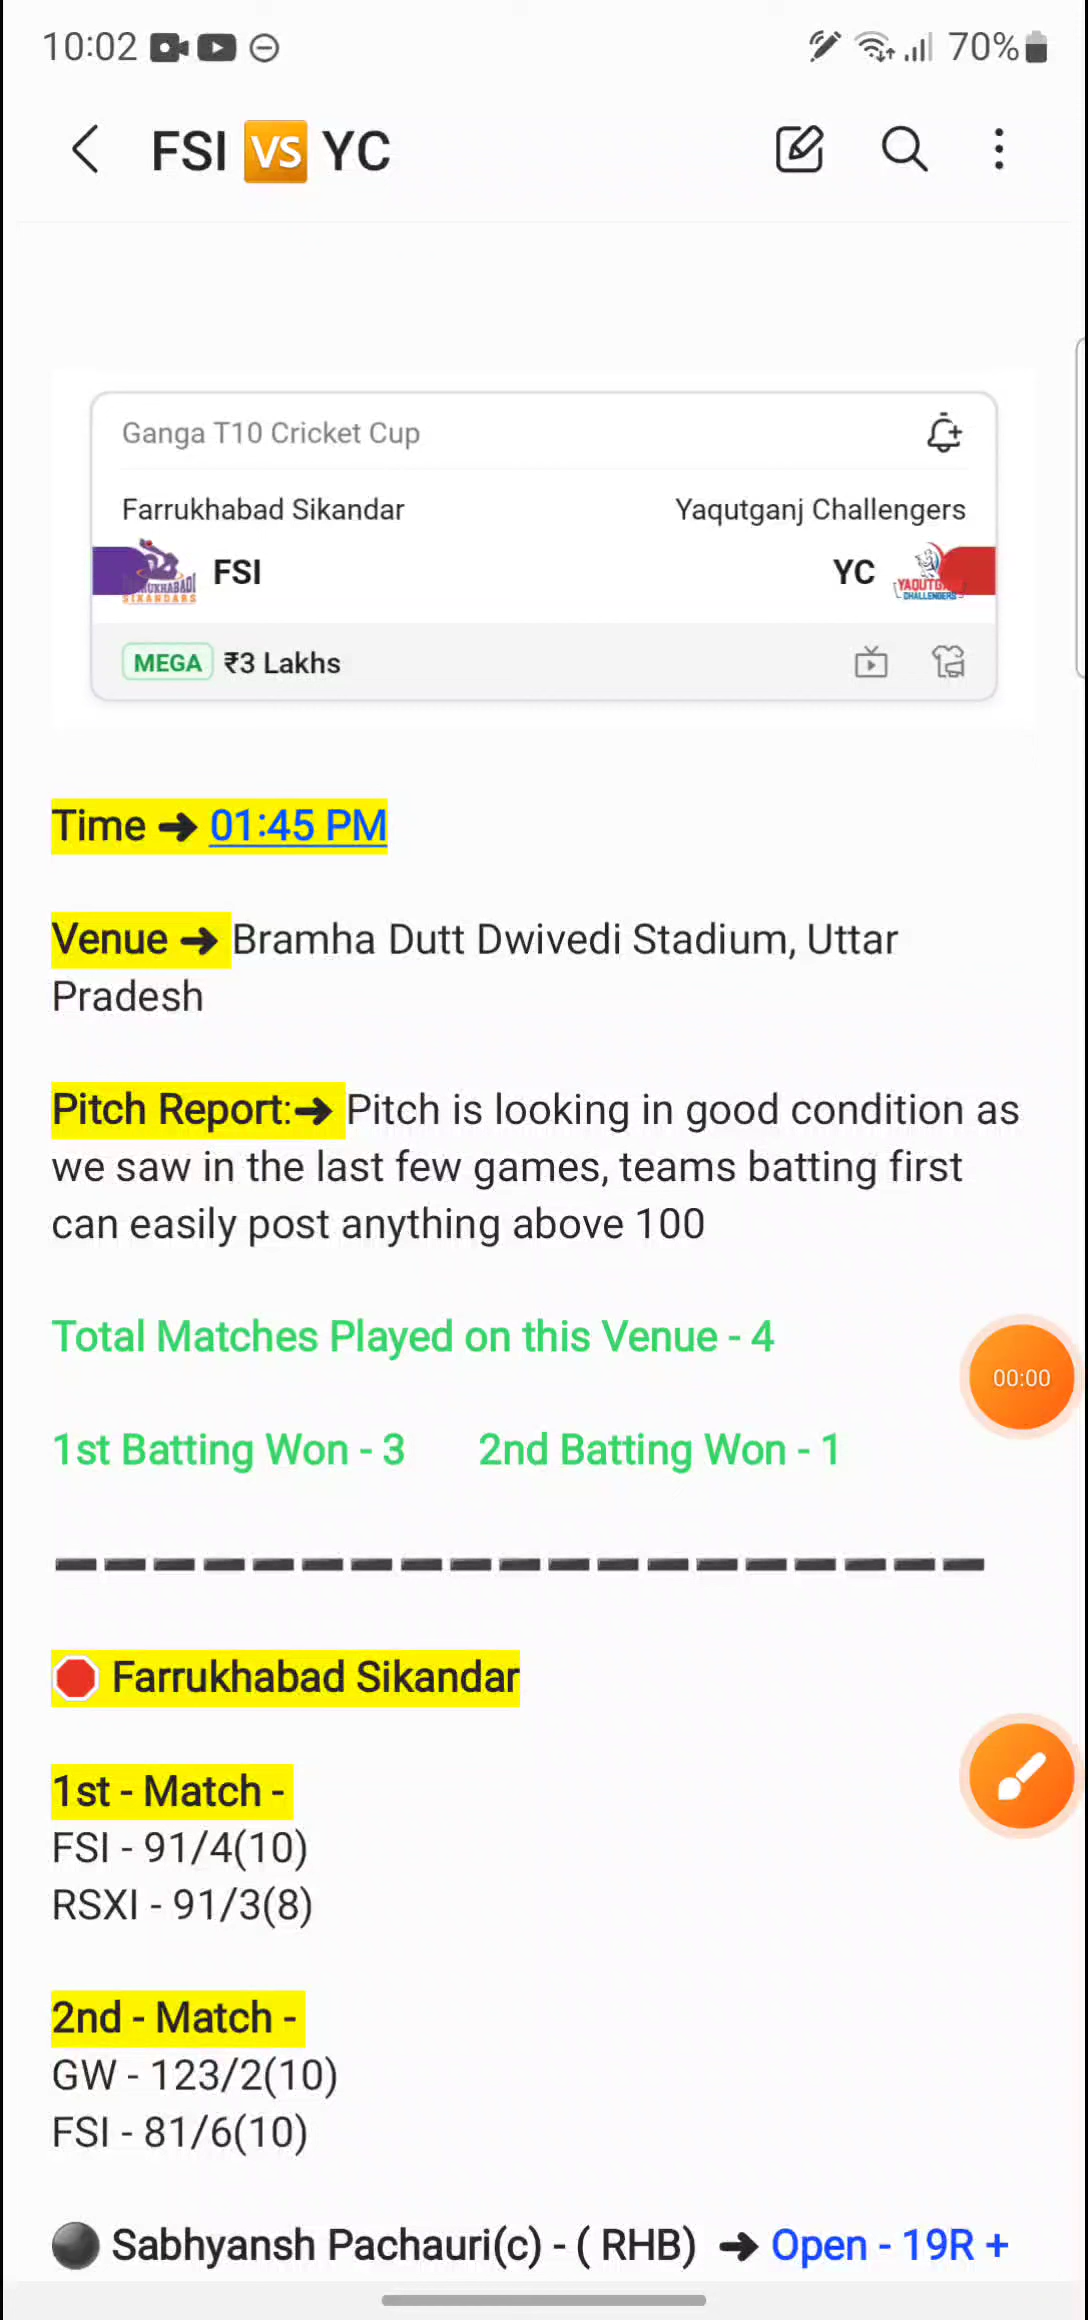 10:02 70%
FSI VS YC
Ganga T10 Cricket Cup
Farrukhabad Sikandar Yaqutganj Challengers
FSI YC
SIKANDARS CHALLENGERS
MEGA ₹3 Lakhs
Time → 01:45 PM
Venue → Bramha Dutt Dwivedi Stadium, Uttar
Pradesh
Pitch Report:→ Pitch is looking in good condition as
we saw in the last few games, teams batting first
can easily post anything above 100
Total Matches Played on this Venue - 4
00:00
1st Batting Won - 3 2nd Batting Won - 1
Farrukhabad Sikandar
1st - Match -
FSI - 91/4(10)
RSXI - 91/3(8)
2nd - Match -
GW - 123/2(10)
FSI - 81/6(10)
Sabhyansh Pachauri(c) - ( RHB) → Open - 19R +